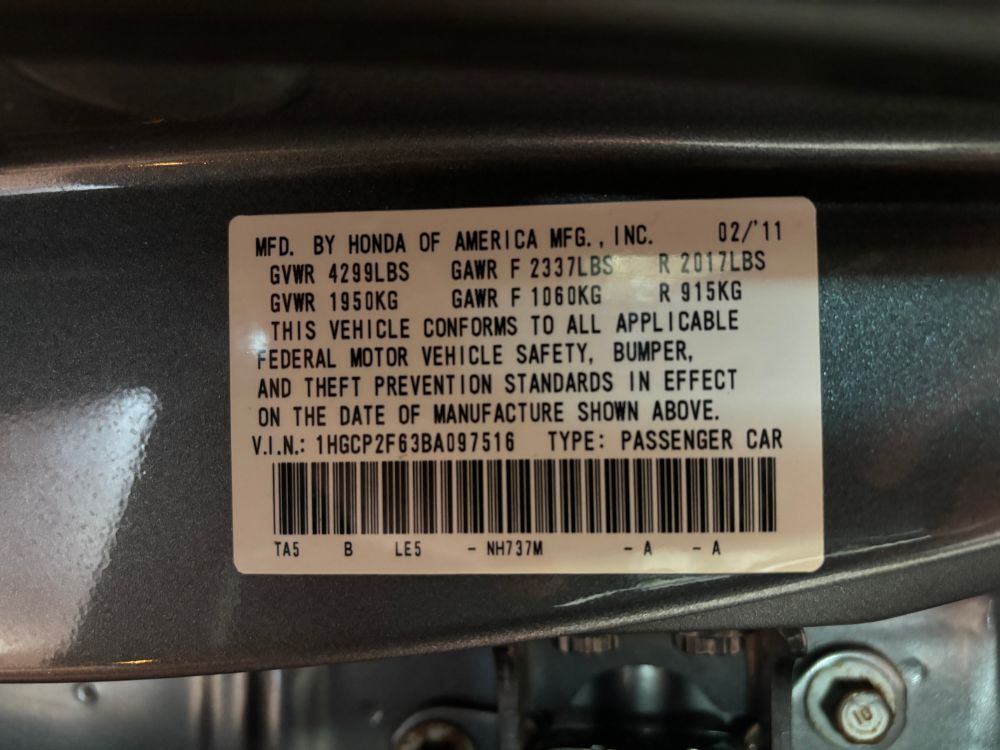 MFD. BY HONDA OF AMERICA MFG., INC. 02/'11
GVWR 4299LBS GAWR F 2337LBS R 2017LBS
GVWR 1950KG GAWR F 1060KG R 915KG
THIS VEHICLE CONFORMS TO ALL APPLICABLE
FEDERAL MOTOR VEHICLE SAFETY, BUMPER,
AND THEFT PREVENTION STANDARDS IN EFFECT
ON THE DATE OF MANUFACTURE SHOWN ABOVE.
V.I.N.: 1HGCP2F63BA097516 TYPE: PASSENGER CAR
TA5 B LE5 - NH737M - A - A
10